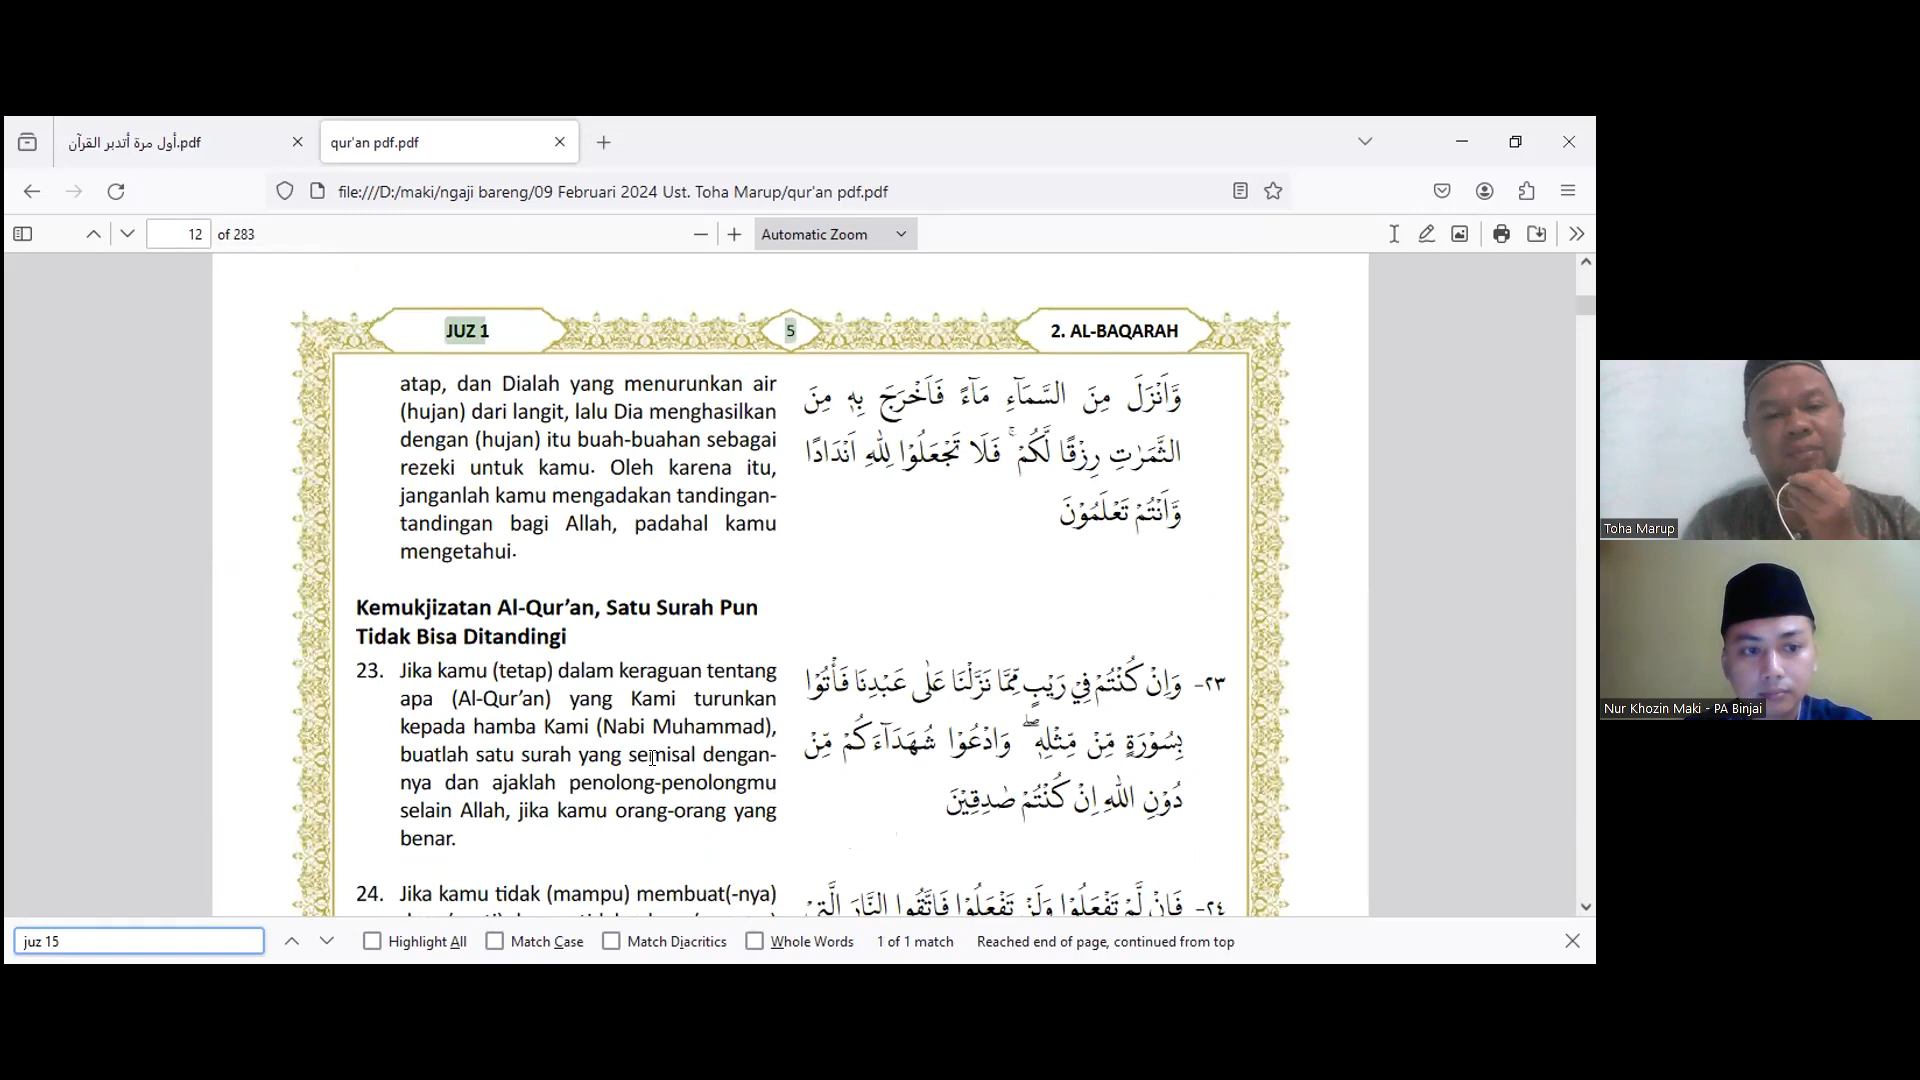 أول مرة أتدبر القرآن.pdf
qur'an pdf.pdf
file:///D:/maki/ngaji bareng/09 Februari 2024 Ust. Toha Marup/qur'an pdf.pdf
12 of 283
Automatic Zoom
JUZ 1
5
2. AL-BAQARAH
atap, dan Dialah yang menurunkan air
(hujan) dari langit, lalu Dia menghasilkan
dengan (hujan) itu buah-buahan sebagai
rezeki untuk kamu. Oleh karena itu,
janganlah kamu mengadakan tandingan-
tandingan bagi Allah, padahal kamu
mengetahui.
وَّاَنْزَلَ مِنَ السَّمَاۤءِ مَاۤءً فَاَخْرَجَ بِهٖ مِنَ
الثَّمَرٰتِ رِزْقًا لَّكُمْ ۚ فَلَا تَجْعَلُوْا لِلّٰهِ اَنْدَادًا
وَّاَنْتُمْ تَعْلَمُوْنَ
Kemukjizatan Al-Qur’an, Satu Surah Pun
Tidak Bisa Ditandingi
23. Jika kamu (tetap) dalam keraguan tentang
apa (Al-Qur’an) yang Kami turunkan
kepada hamba Kami (Nabi Muhammad),
buatlah satu surah yang semisal dengan-
nya dan ajaklah penolong-penolongmu
selain Allah, jika kamu orang-orang yang
benar.
٢٣- وَاِنْ كُنْتُمْ فِيْ رَيْبٍ مِّمَّا نَزَّلْنَا عَلٰى عَبْدِنَا فَأْتُوْا
بِسُوْرَةٍ مِّنْ مِّثْلِهٖ ۖ وَادْعُوْا شُهَدَاۤءَكُمْ مِّنْ
دُوْنِ اللّٰهِ اِنْ كُنْتُمْ صٰدِقِيْنَ
24. Jika kamu tidak (mampu) membuat(-nya)
٢٤- فَاِنْ لَّمْ تَفْعَلُوْا وَلَنْ تَفْعَلُوْا فَاتَّقُوا النَّارَ الَّتِيْ
juz 15
Highlight All
Match Case
Match Diacritics
Whole Words
1 of 1 match
Reached end of page, continued from top
Toha Marup
Nur Khozin Maki - PA Binjai